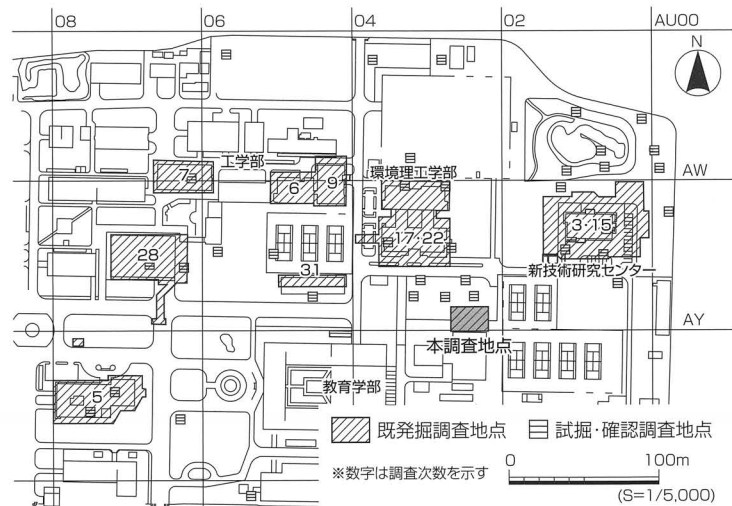 08 06 04 02 AU00
N
工学部
環境理工学部
AW
7
6
9
3・15
17・22
28
31
新技術研究センター
AY
本調査地点
教育学部
5
既発掘調査地点 試掘・確認調査地点
※数字は調査次数を示す
0 100m
(S=1/5,000)